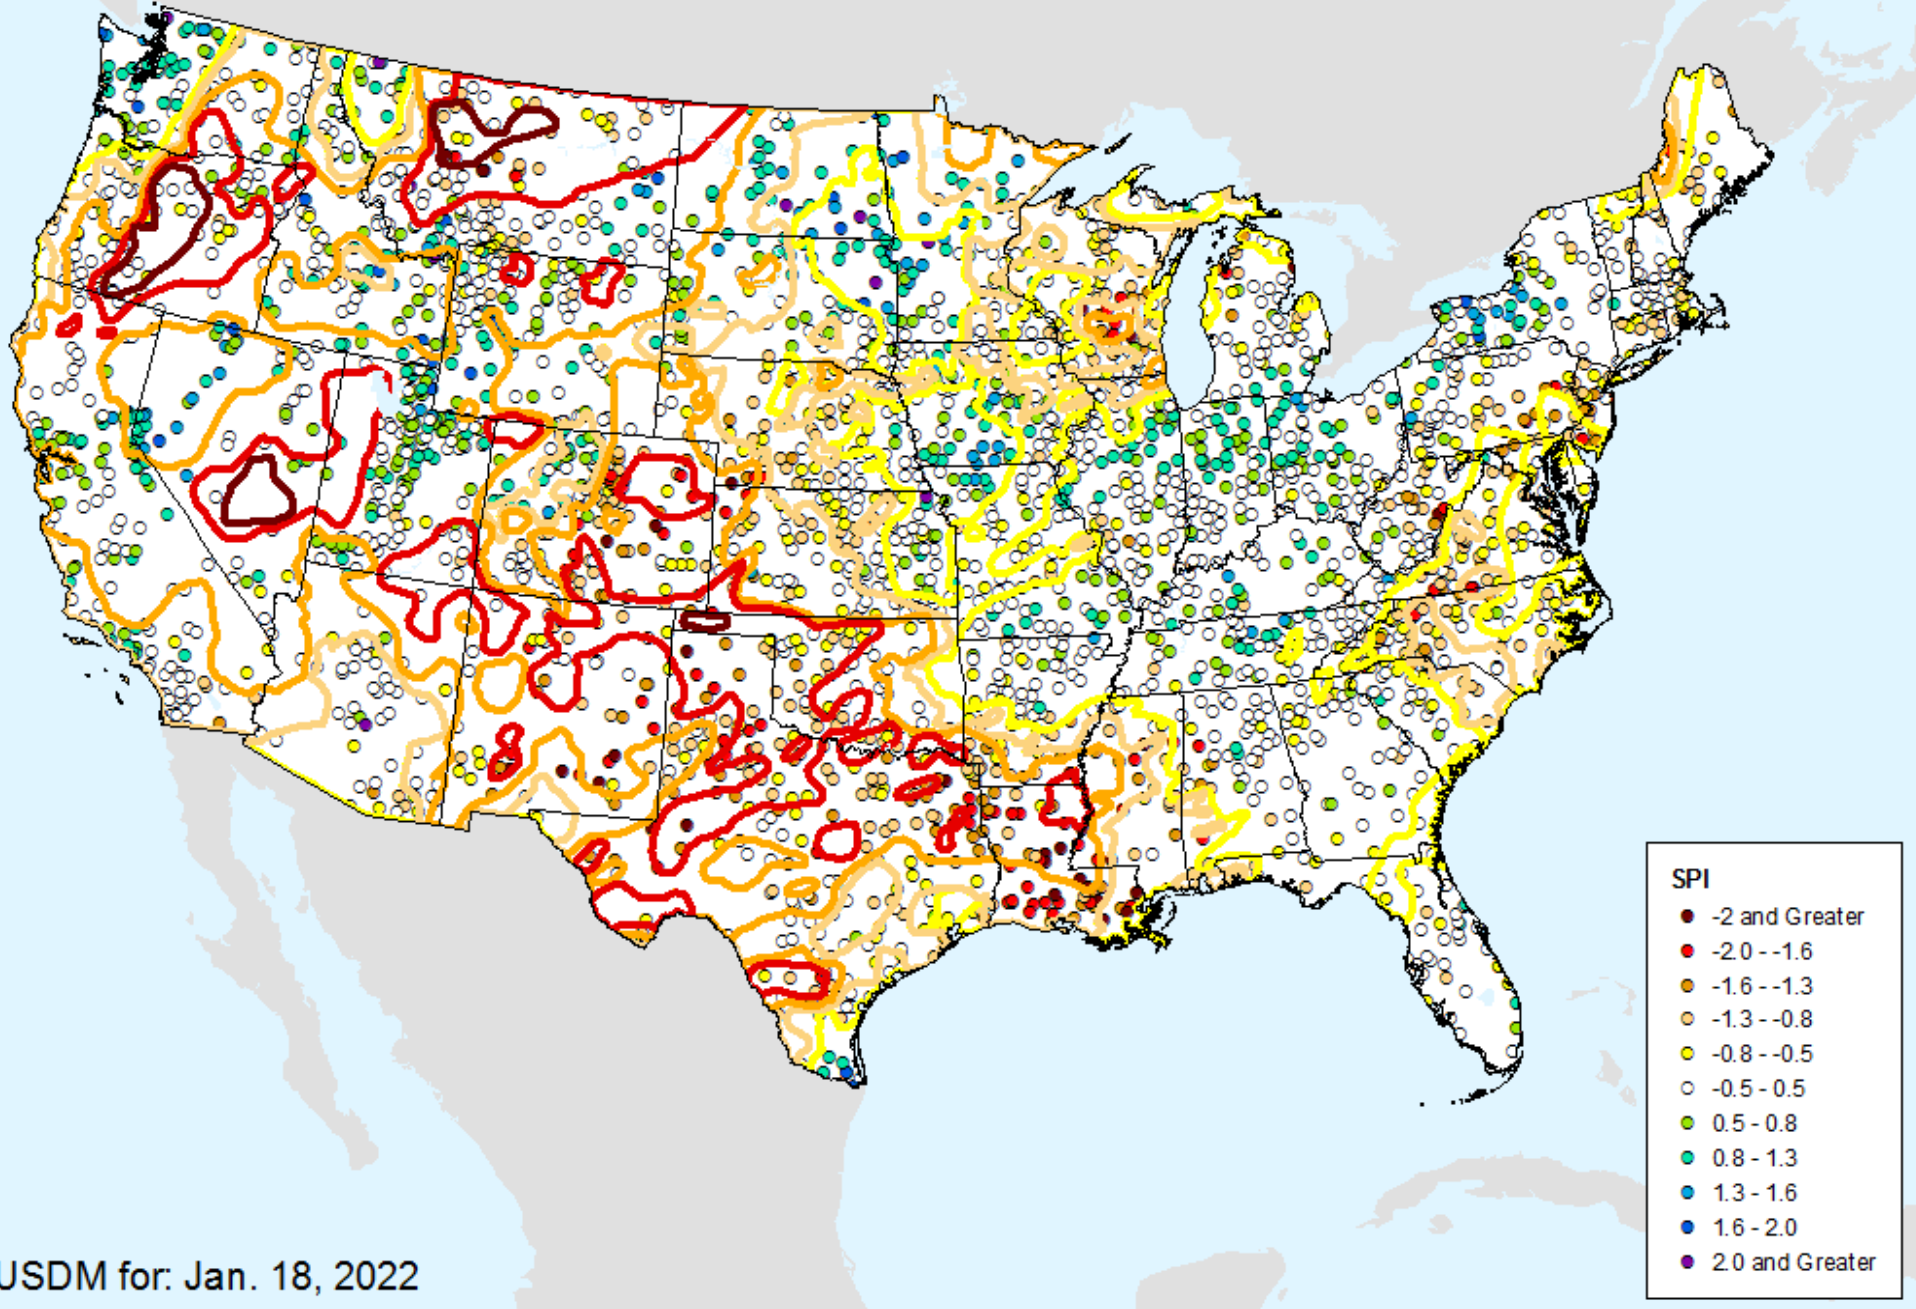 SPI
-2 and Greater
-2.0 - -1.6
-1.6 - -1.3
-1.3 - -0.8
-0.8 - -0.5
-0.5 - 0.5
0.5 - 0.8
0.8 - 1.3
1.3 - 1.6
1.6 - 2.0
2.0 and Greater
USDM for: Jan. 18, 2022